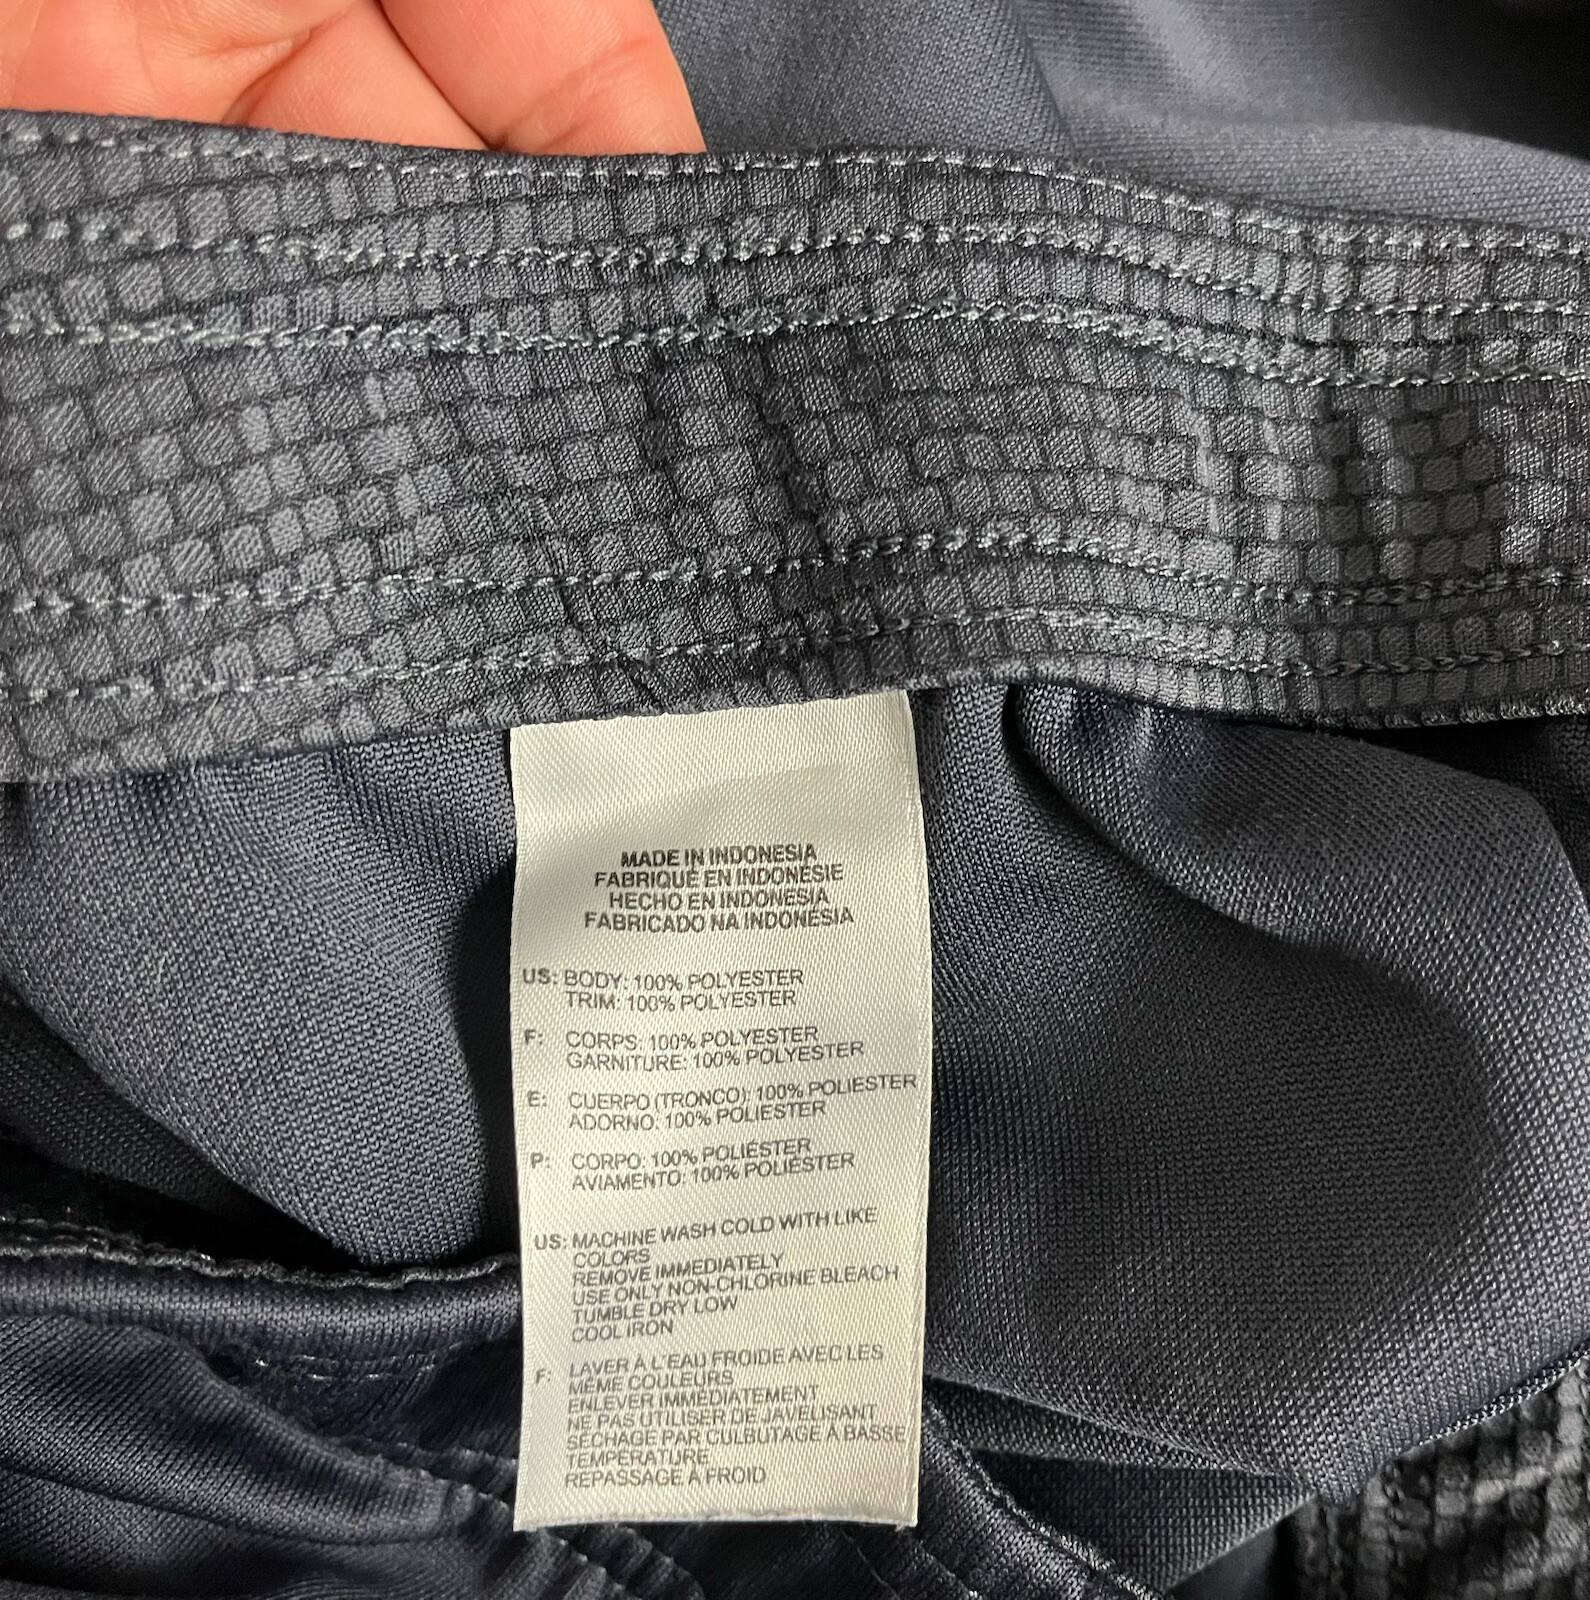 MADE IN INDONESIA
FABRIQUÉ EN INDONESIE
HECHO EN INDONESIA
FABRICADO NA INDONÉSIA
US: BODY: 100% POLYESTER
TRIM: 100% POLYESTER
F: CORPS: 100% POLYESTER
GARNITURE: 100% POLYESTER
E: CUERPO (TRONCO): 100% POLIESTER
ADORNO: 100% POLIESTER
P: CORPO: 100% POLIÉSTER
AVIAMENTO: 100% POLIÉSTER
US: MACHINE WASH COLD WITH LIKE
COLORS
REMOVE IMMEDIATELY
USE ONLY NON-CHLORINE BLEACH
TUMBLE DRY LOW
COOL IRON
F: LAVER À L'EAU FROIDE AVEC LES
MÊME COULEURS
ENLEVER IMMÉDIATEMENT
NE PAS UTILISER DE JAVELISANT
SÉCHAGE PAR CULBUTAGE À BASSE
TEMPÉRATURE
REPASSAGE À FROID